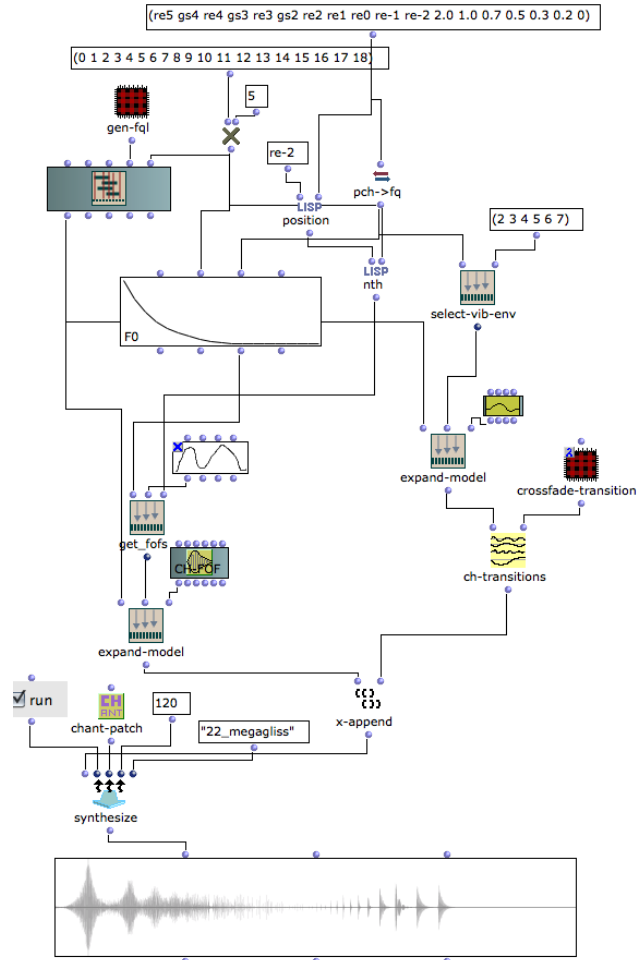 (re5 gs4 re4 gs3 re3 gs2 re2 re1 re0 re-1 re-2 2.0 1.0 0.7 0.5 0.3 0.2 0)
(0 1 2 3 4 5 6 7 8 9 10 11 12 13 14 15 16 17 18)
5
gen-fql
re-2
pch->fq
LISP
position
(2 3 4 5 6 7)
LISP
nth
select-vib-env
F0
expand-model
crossfade-transition
get_fofs
CH-FOF
ch-transitions
expand-model
run
CH
ANT
chant-patch
120
"22_megagliss"
x-append
synthesize